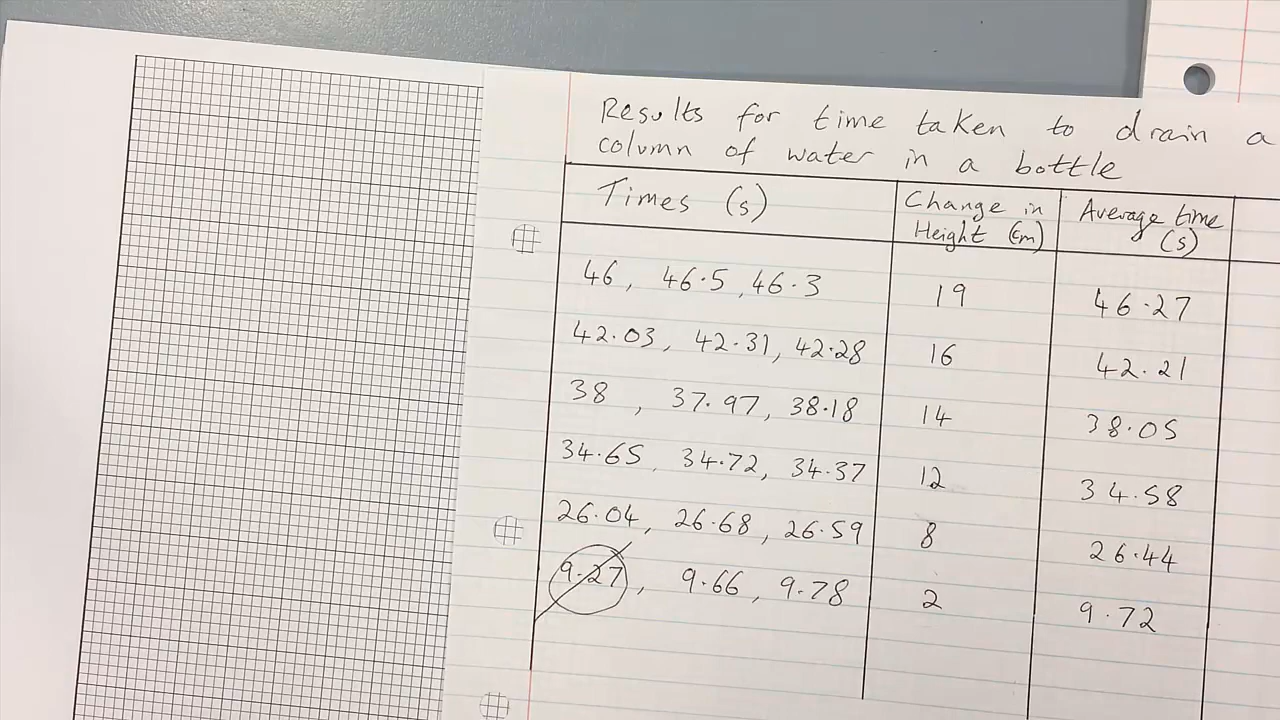 Results for time taken to drain a
column of water in a bottle
Times (s) Change in Height (cm) Average time (s)
46, 46.5, 46.3 19 46.27
42.03, 42.31, 42.28 16 42.21
38, 37.97, 38.18 14 38.05
34.65, 34.72, 34.37 12 34.58
26.04, 26.68, 26.59 8 26.44
9.27, 9.66, 9.78 2 9.72